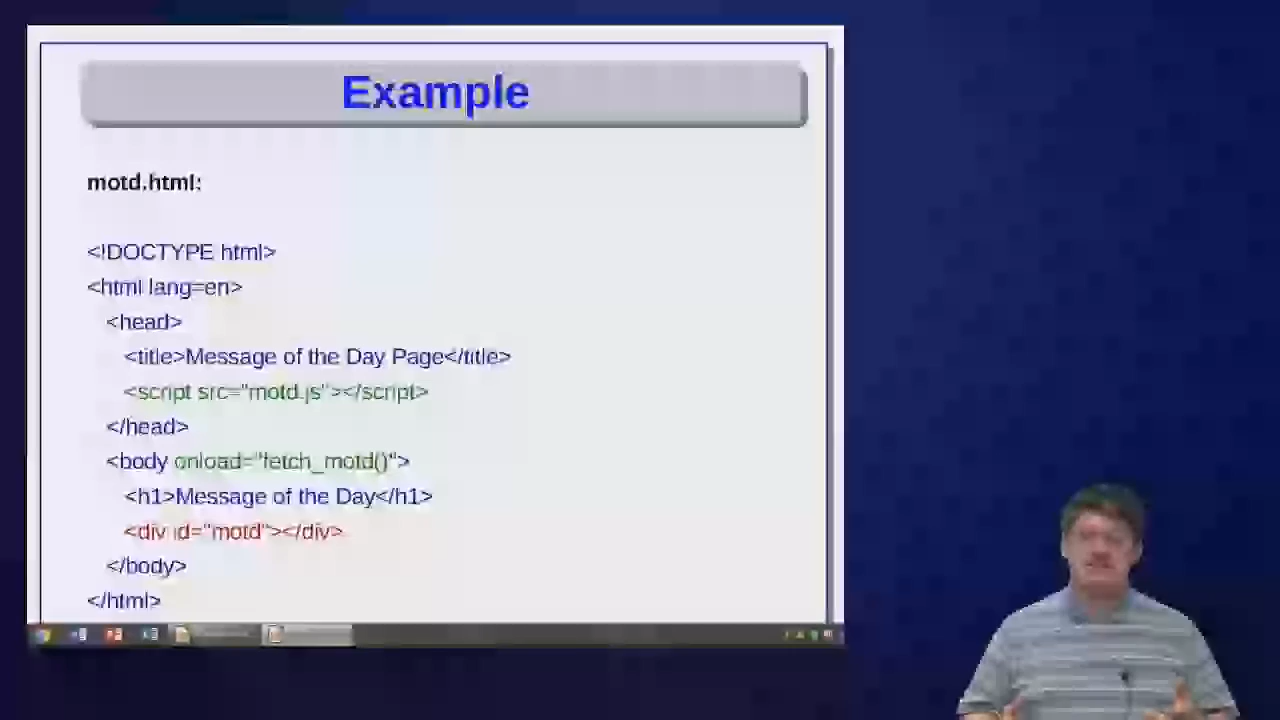 Example
motd.html:
<!DOCTYPE html>
<html lang=en>
<head>
<title>Message of the Day Page</title>
<script src="motd.js"></script>
</head>
<body onload="fetch_motd()">
<h1>Message of the Day</h1>
<div id="motd"></div>
</body>
</html>